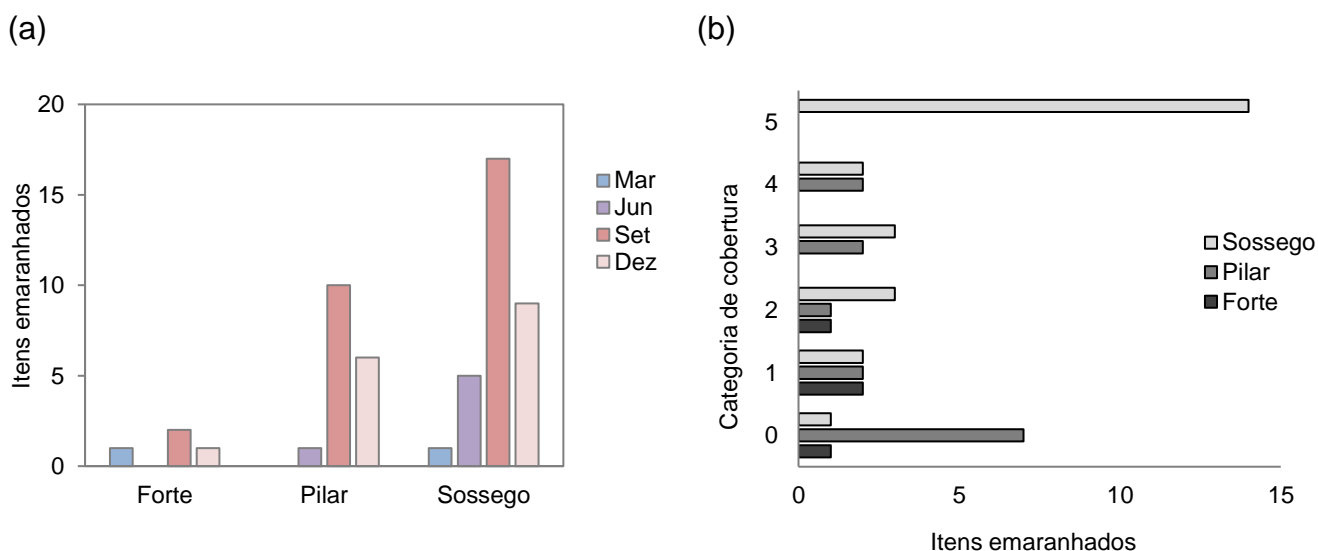 (a)
20
15
10
5
0
Itens emaranhados
Forte Pilar Sossego
Mar
Jun
Set
Dez
(b)
5
4
3
2
1
0
Categoria de cobertura
0 5 10 15
Itens emaranhados
Sossego
Pilar
Forte